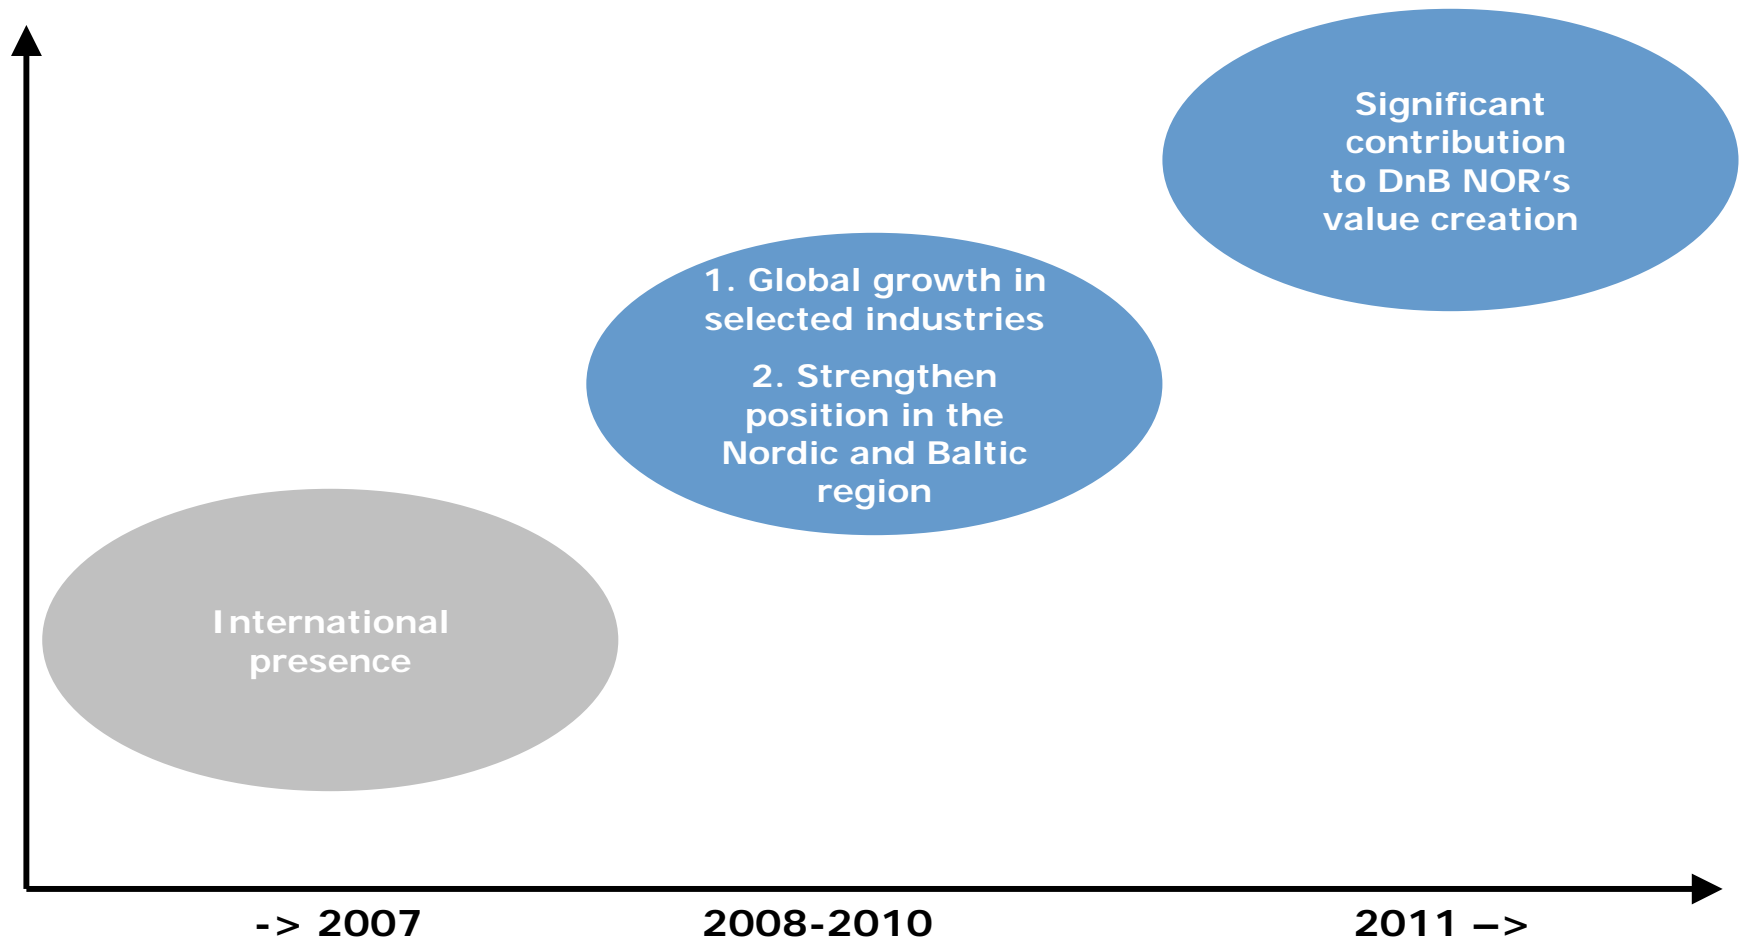 Significant
contribution
to DnB NOR’s
value creation
1. Global growth in
selected industries
2. Strengthen
position in the
Nordic and Baltic
region
International
presence
-> 2007
2008-2010
2011 –>